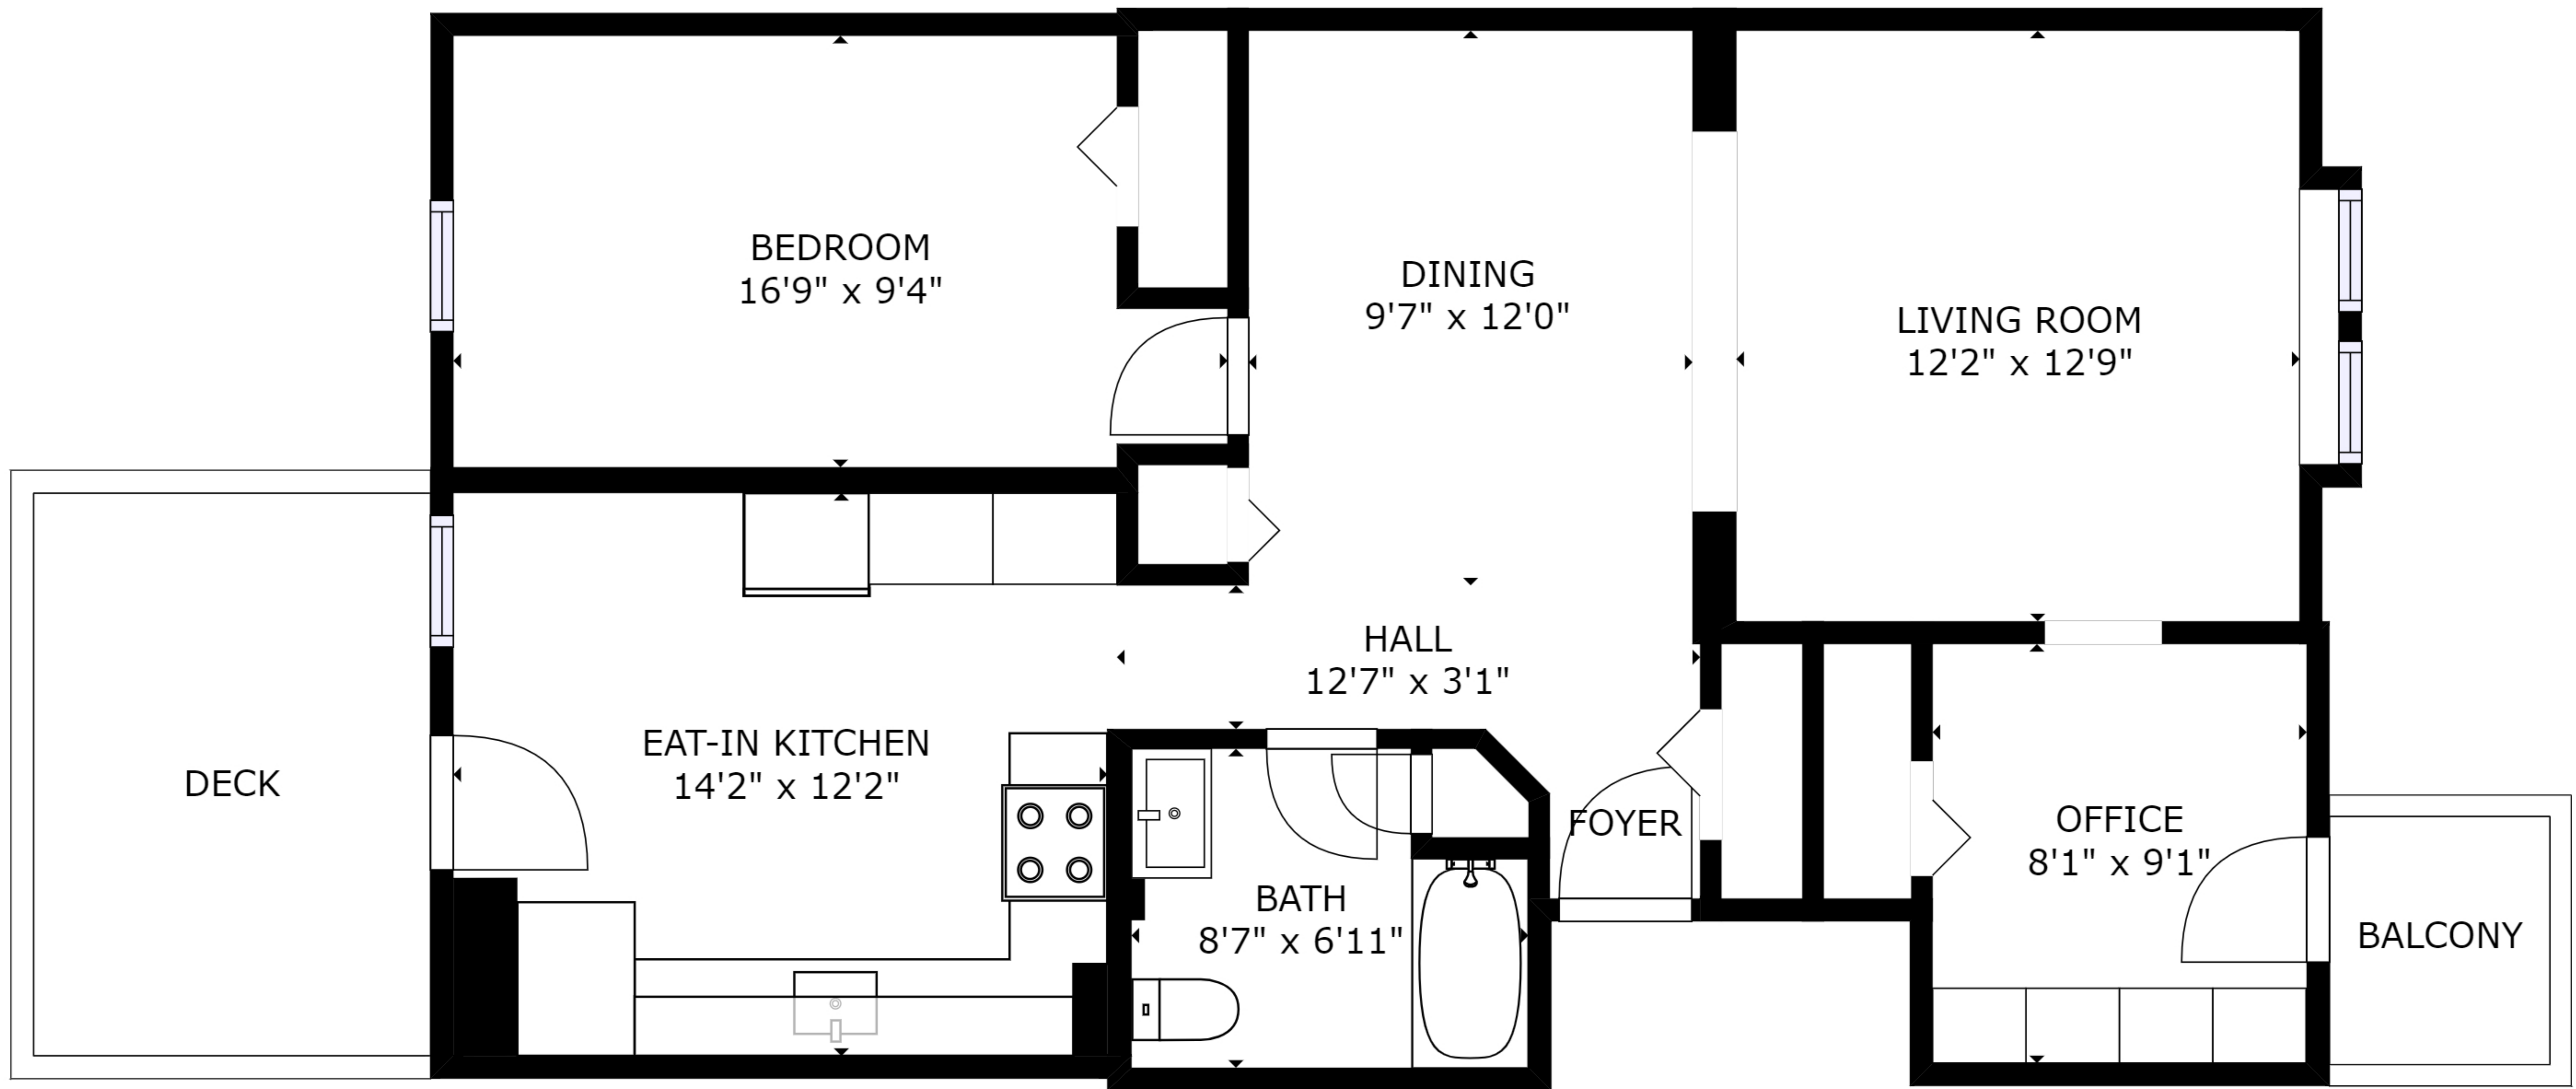 BEDROOM
16'9" x 9'4"
DINING
9'7" x 12'0"
LIVING ROOM
12'2" x 12'9"
HALL
12'7" x 3'1"
EAT-IN KITCHEN
14'2" x 12'2"
DECK
FOYER
OFFICE
8'1" x 9'1"
BATH
8'7" x 6'11"
BALCONY